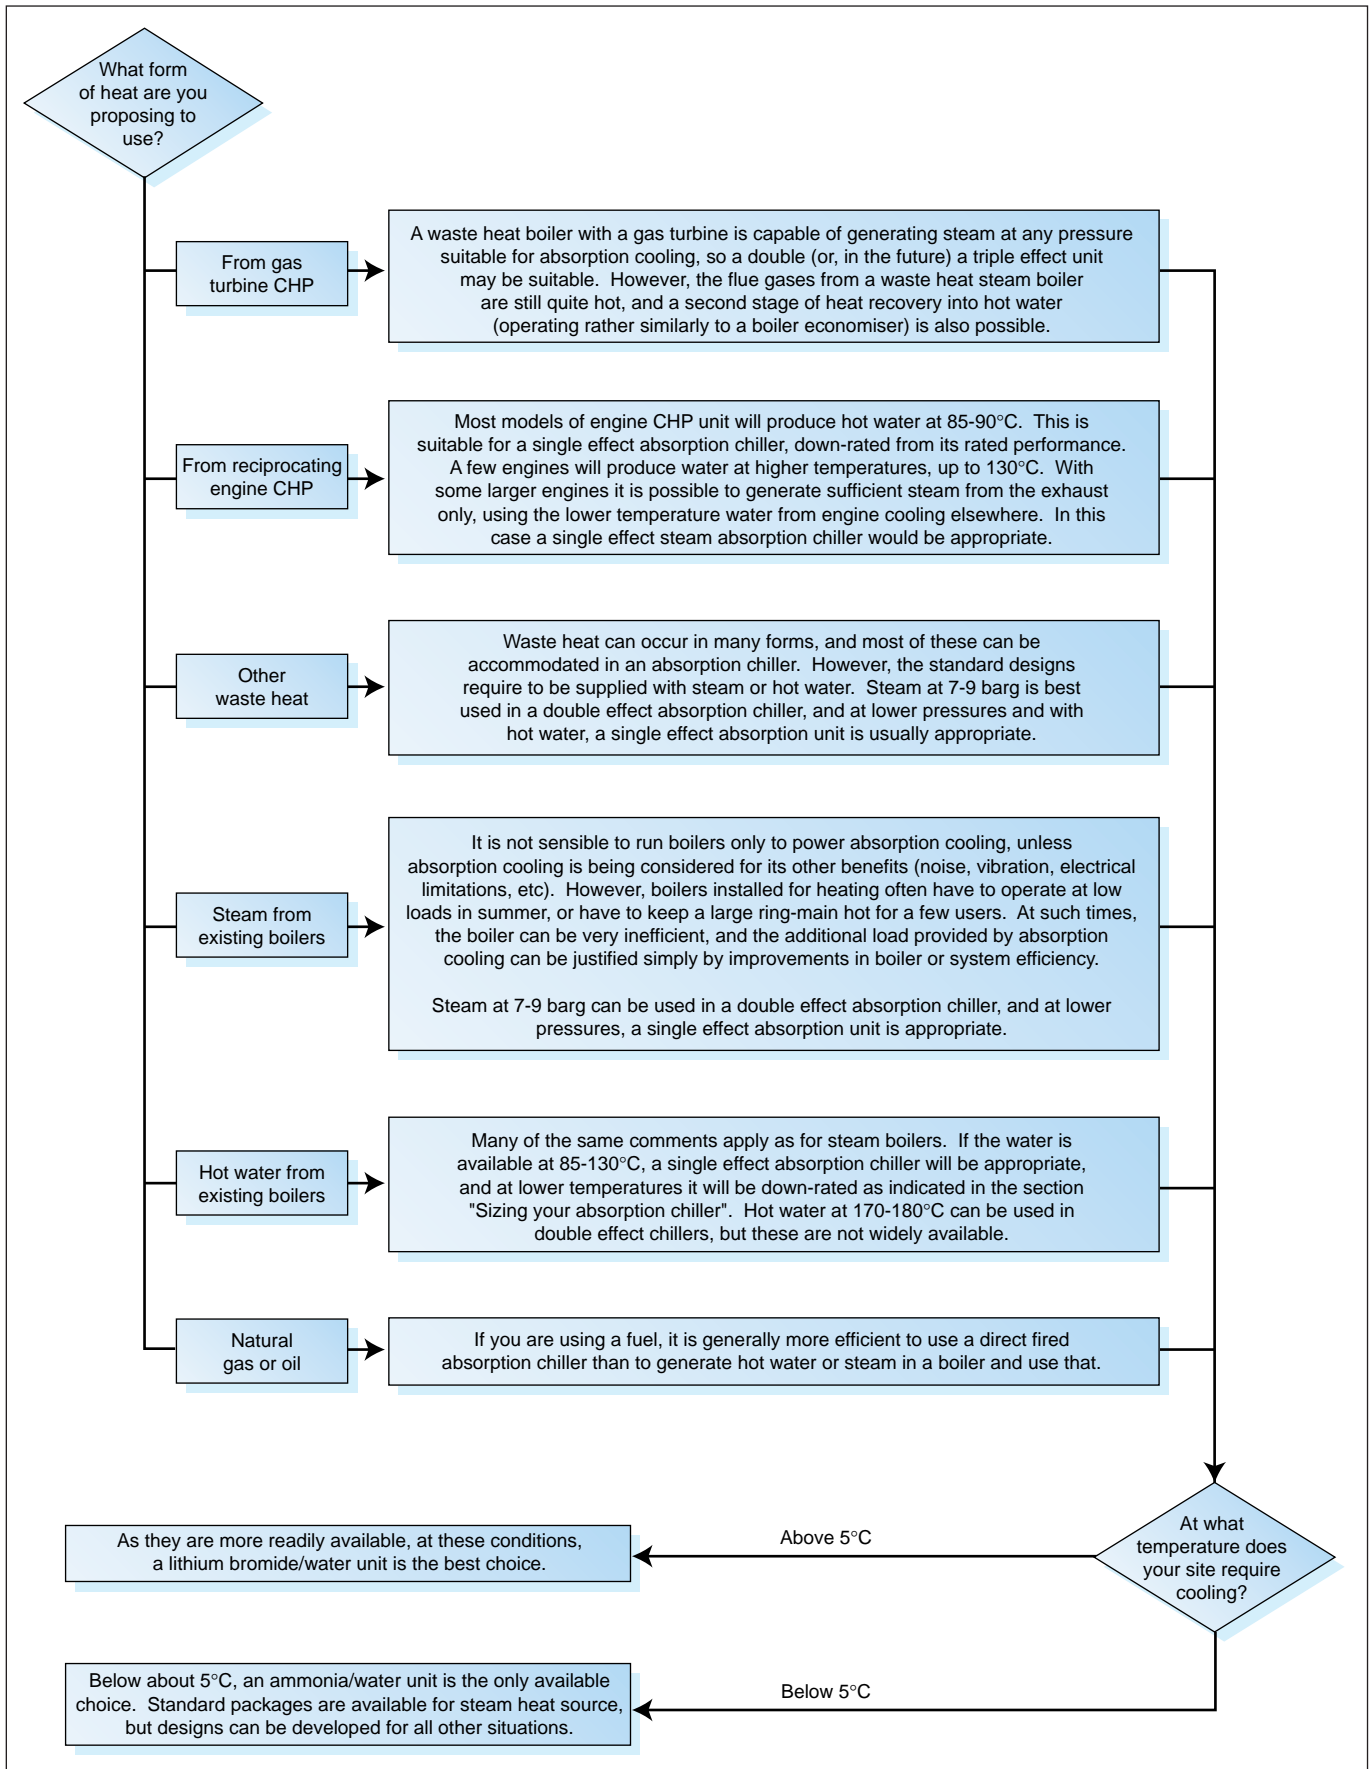 What form
of heat are you
proposing to
use?
From gas
turbine CHP
A waste heat boiler with a gas turbine is capable of generating steam at any pressure
suitable for absorption cooling, so a double (or, in the future) a triple effect unit
may be suitable. However, the flue gases from a waste heat steam boiler
are still quite hot, and a second stage of heat recovery into hot water
(operating rather similarly to a boiler economiser) is also possible.
From reciprocating
engine CHP
Most models of engine CHP unit will produce hot water at 85-90°C. This is
suitable for a single effect absorption chiller, down-rated from its rated performance.
A few engines will produce water at higher temperatures, up to 130°C. With
some larger engines it is possible to generate sufficient steam from the exhaust
only, using the lower temperature water from engine cooling elsewhere. In this
case a single effect steam absorption chiller would be appropriate.
Other
waste heat
Waste heat can occur in many forms, and most of these can be
accommodated in an absorption chiller. However, the standard designs
require to be supplied with steam or hot water. Steam at 7-9 barg is best
used in a double effect absorption chiller, and at lower pressures and with
hot water, a single effect absorption unit is usually appropriate.
Steam from
existing boilers
It is not sensible to run boilers only to power absorption cooling, unless
absorption cooling is being considered for its other benefits (noise, vibration, electrical
limitations, etc). However, boilers installed for heating often have to operate at low
loads in summer, or have to keep a large ring-main hot for a few users. At such times,
the boiler can be very inefficient, and the additional load provided by absorption
cooling can be justified simply by improvements in boiler or system efficiency.
Steam at 7-9 barg can be used in a double effect absorption chiller, and at lower
pressures, a single effect absorption unit is appropriate.
Hot water from
existing boilers
Many of the same comments apply as for steam boilers. If the water is
available at 85-130°C, a single effect absorption chiller will be appropriate,
and at lower temperatures it will be down-rated as indicated in the section
"Sizing your absorption chiller". Hot water at 170-180°C can be used in
double effect chillers, but these are not widely available.
Natural
gas or oil
If you are using a fuel, it is generally more efficient to use a direct fired
absorption chiller than to generate hot water or steam in a boiler and use that.
At what
temperature does
your site require
cooling?
Above 5°C
As they are more readily available, at these conditions,
a lithium bromide/water unit is the best choice.
Below 5°C
Below about 5°C, an ammonia/water unit is the only available
choice. Standard packages are available for steam heat source,
but designs can be developed for all other situations.